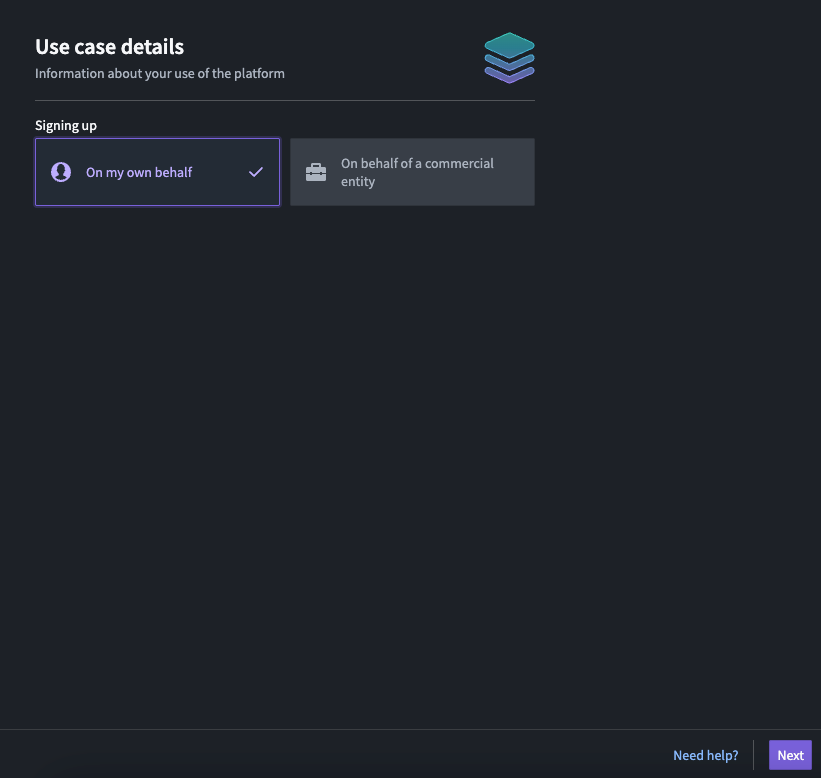 Use case details
Information about your use of the platform
Signing up
On my own behalf
On behalf of a commercial
entity
Need help?
Next